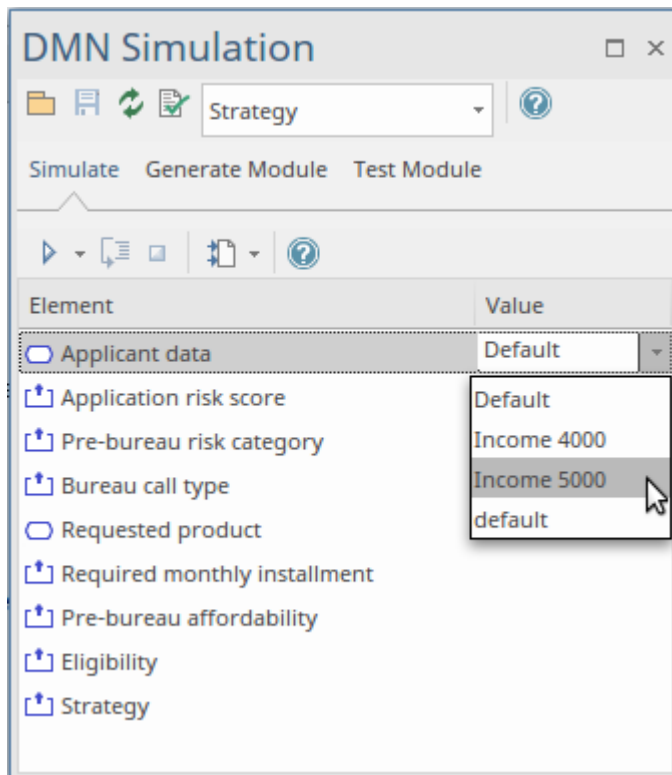 DMN Simulation
Strategy
Simulate Generate Module Test Module
Element Value
Applicant data Default
Application risk score Default
Pre-bureau risk category Income 4000
Bureau call type Income 5000
Requested product default
Required monthly installment
Pre-bureau affordability
Eligibility
Strategy